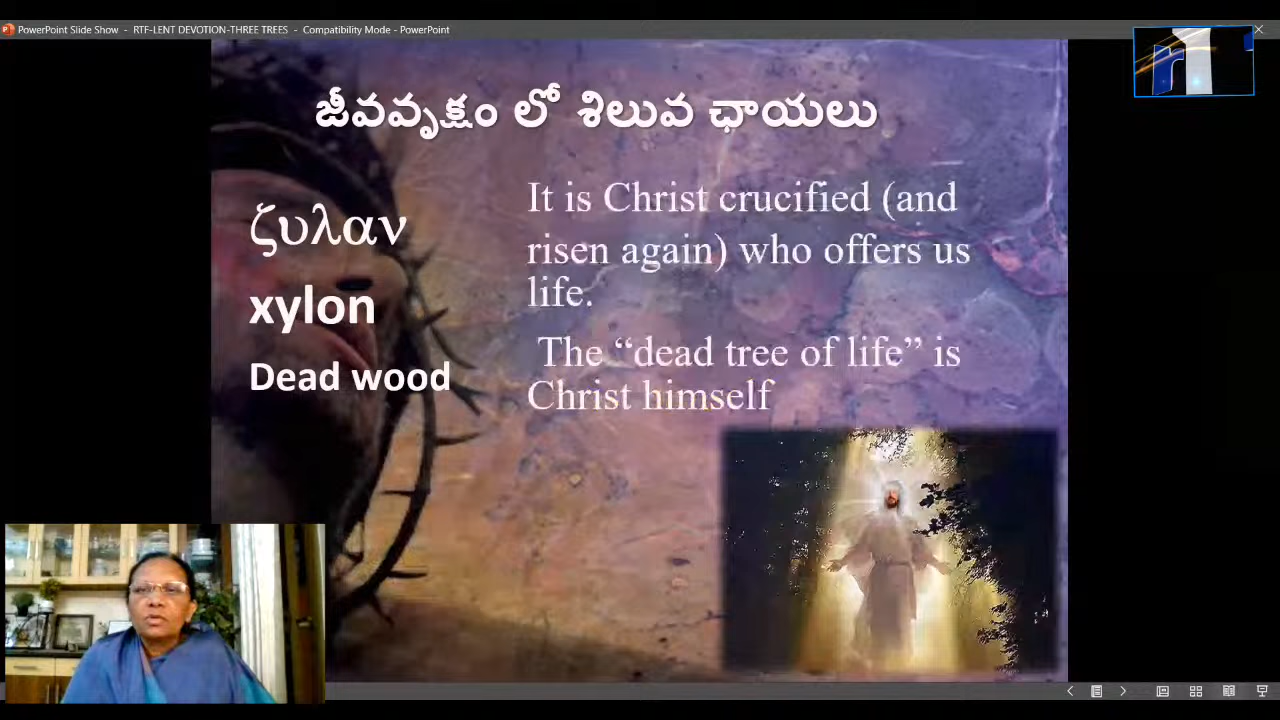 PowerPoint Slide Show - RTF-LENT DEVOTION-THREE TREES - Compatibility Mode - PowerPoint
జీవవృక్షం లో శిలువ ఛాయలు
ζυλαν
xylon
Dead wood
It is Christ crucified (and
risen again) who offers us
life.
The “dead tree of life” is
Christ himself